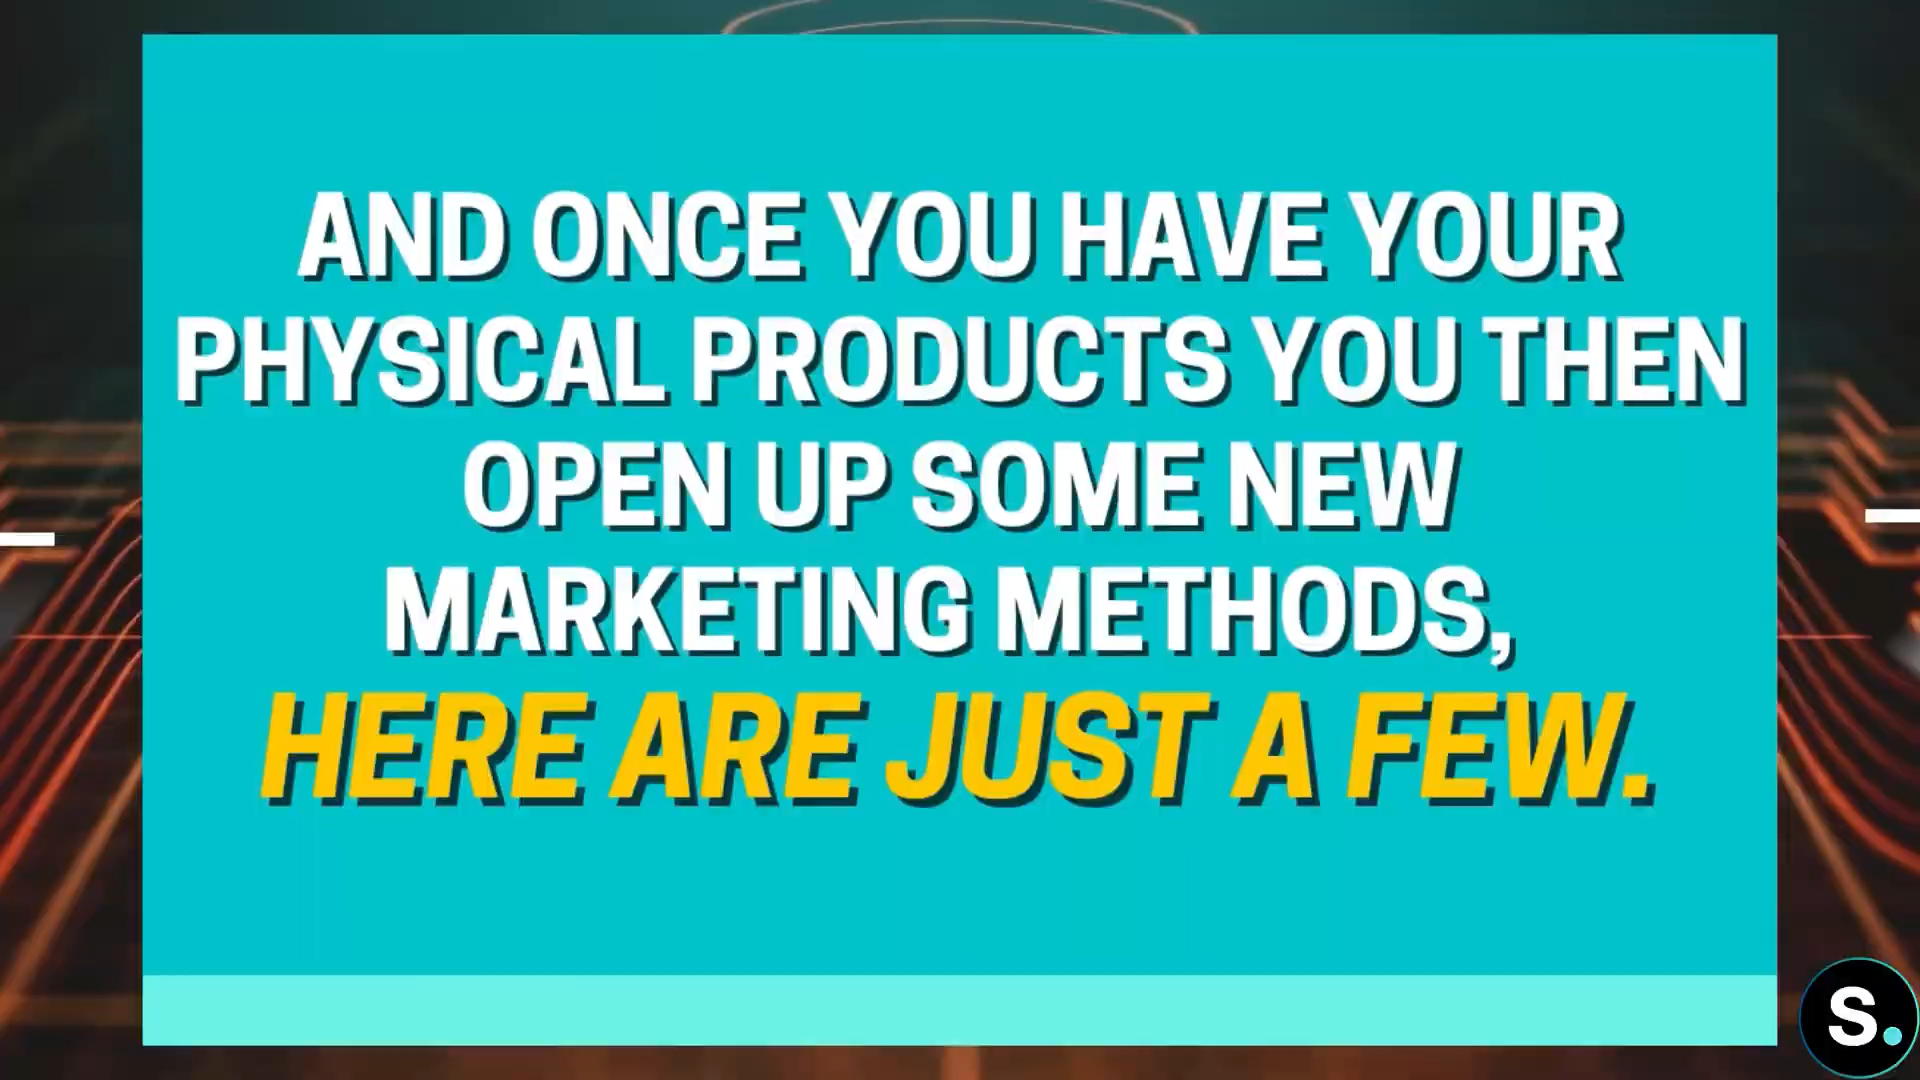 AND ONCE YOU HAVE YOUR
PHYSICAL PRODUCTS YOU THEN
OPEN UP SOME NEW
MARKETING METHODS,
HERE ARE JUST A FEW.
S.